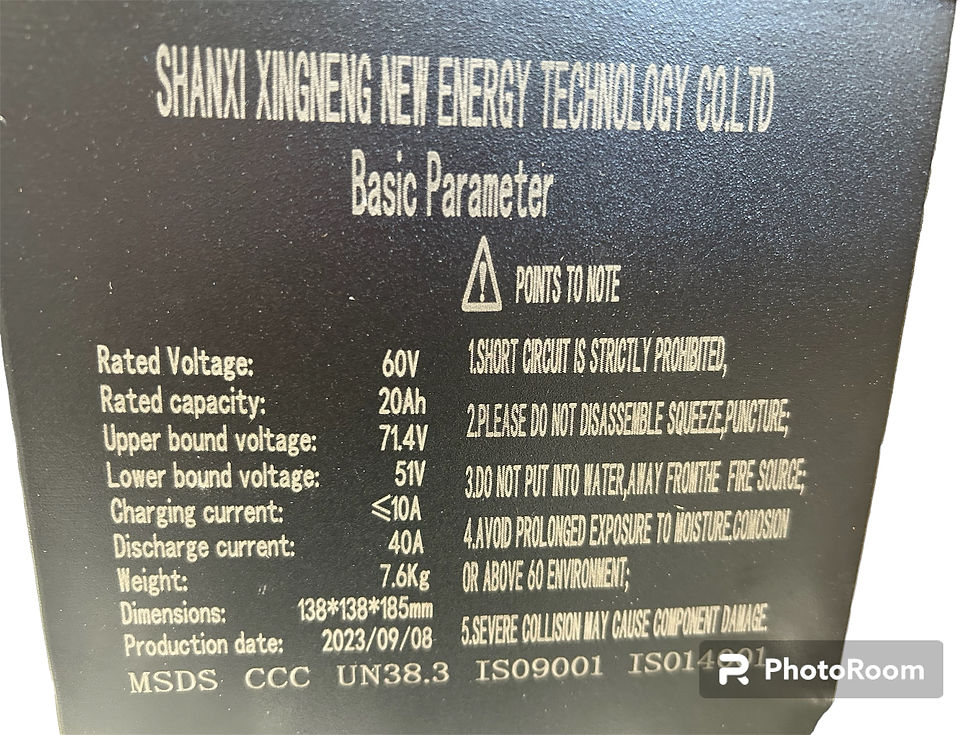 SHANXI XINGNENG NEW ENERGY TECHNOLOGY CO.LTD
Basic Parameter
POINTS TO NOTE
Rated Voltage: 60V
Rated capacity: 20Ah
Upper bound voltage: 71.4V
Lower bound voltage: 51V
Charging current: ≤10A
Discharge current: 40A
Weight: 7.6Kg
Dimensions: 138*138*185mm
Production date: 2023/09/08
1.SHORT CIRCUIT IS STRICTLY PROHIBITED,
2.PLEASE DO NOT DISASSEMBLE SQUEEZE,PUNCTURE;
3.DO NOT PUT INTO WATER,AWAY FROMTHE FIRE SOURCE;
4.AVOID PROLONGED EXPOSURE TO MOISTURE.COMOSION
OR ABOVE 60 ENVIRONMENT;
5.SEVERE COLLISION MAY CAUSE COMPONENT DAMAGE
MSDS CCC UN38.3 ISO9001 ISO14001
PhotoRoom